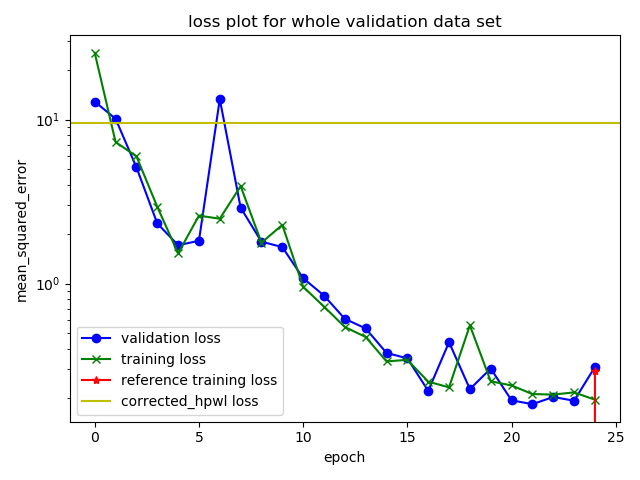 loss plot for whole validation data set
mean_squared_error
10¹
10⁰
validation loss
training loss
reference training loss
corrected_hpwl loss
0 5 10 15 20 25
epoch